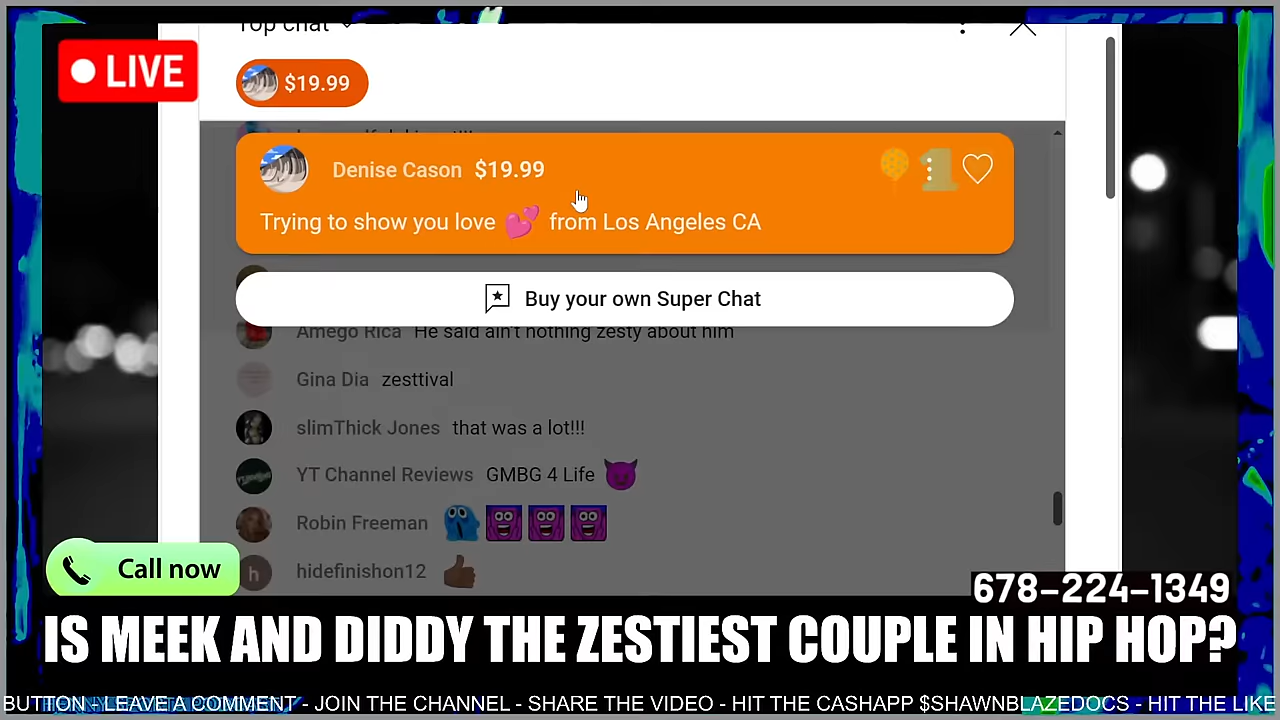 Top chat
LIVE
$19.99
Denise Cason $19.99
Trying to show you love 💕 from Los Angeles CA
Buy your own Super Chat
Amego Rica He said ain't nothing zesty about him
Gina Dia zesttival
slimThick Jones that was a lot!!!
YT Channel Reviews GMBG 4 Life 😈
Robin Freeman
h hidefinishon12 👍🏾
Call now
678-224-1349
IS MEEK AND DIDDY THE ZESTIEST COUPLE IN HIP HOP?
BUTTON - LEAVE A COMMENT - JOIN THE CHANNEL - SHARE THE VIDEO - HIT THE CASHAPP $SHAWNBLAZEDOCS - HIT THE LIKE